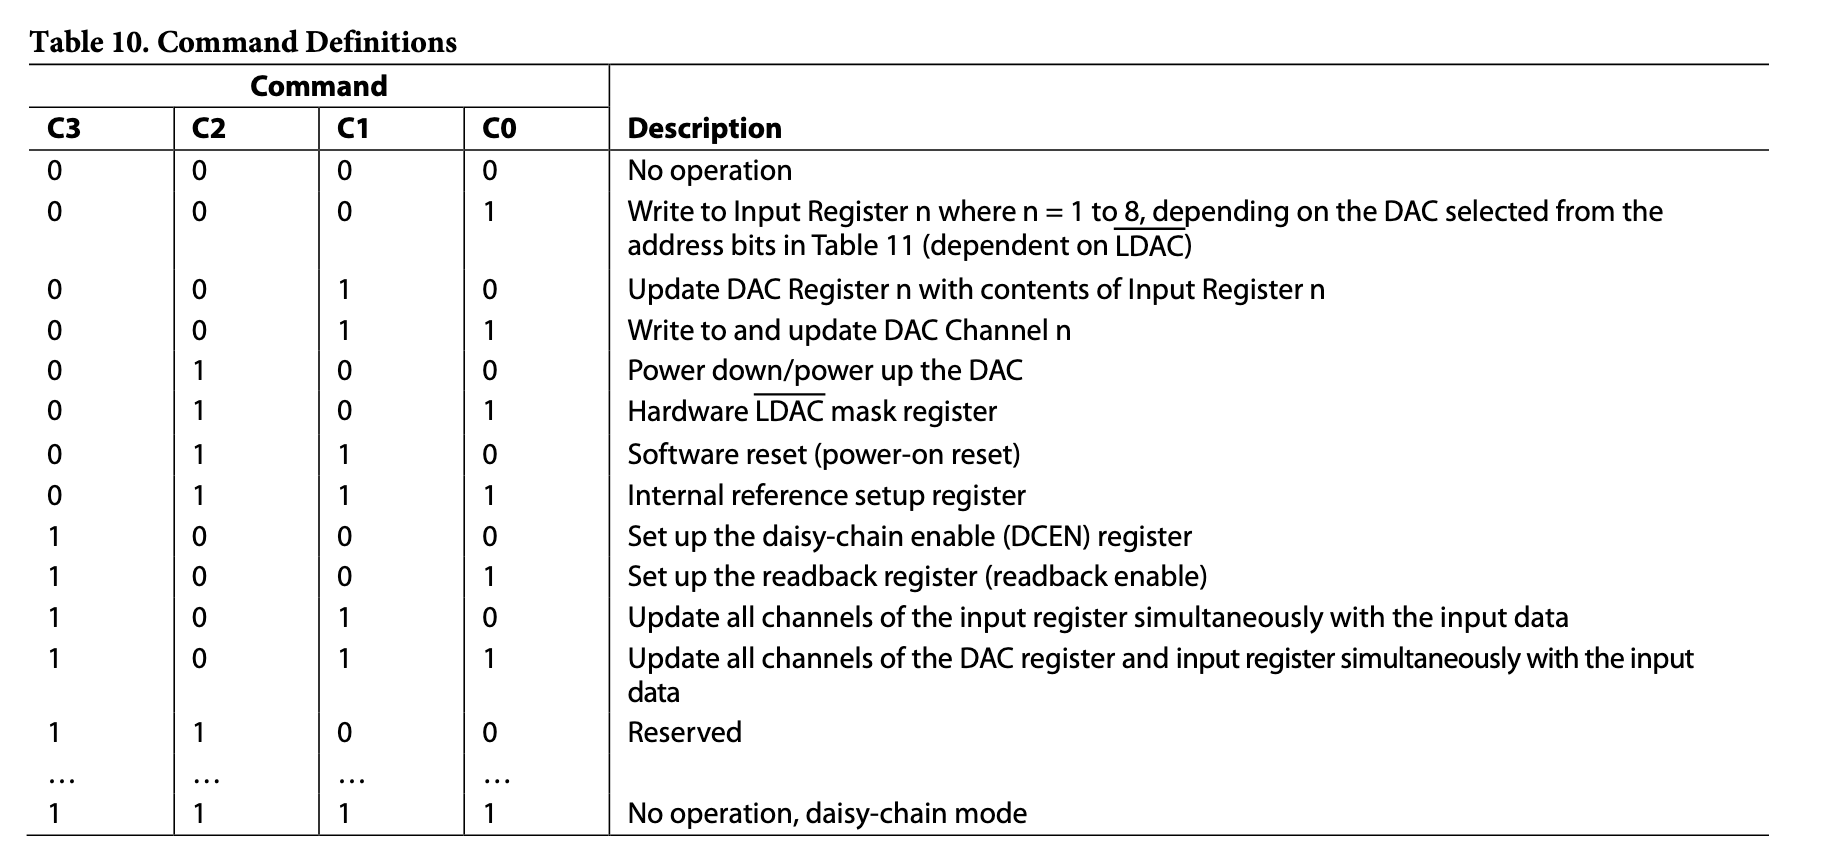 Table 10. Command Definitions
Command
C3 C2 C1 C0 Description
0 0 0 0 No operation
0 0 0 1 Write to Input Register n where n = 1 to 8, depending on the DAC selected from the
address bits in Table 11 (dependent on L̅D̅A̅C̅)
0 0 1 0 Update DAC Register n with contents of Input Register n
0 0 1 1 Write to and update DAC Channel n
0 1 0 0 Power down/power up the DAC
0 1 0 1 Hardware L̅D̅A̅C̅ mask register
0 1 1 0 Software reset (power-on reset)
0 1 1 1 Internal reference setup register
1 0 0 0 Set up the daisy-chain enable (DCEN) register
1 0 0 1 Set up the readback register (readback enable)
1 0 1 0 Update all channels of the input register simultaneously with the input data
1 0 1 1 Update all channels of the DAC register and input register simultaneously with the input
data
1 1 0 0 Reserved
… … … …
1 1 1 1 No operation, daisy-chain mode